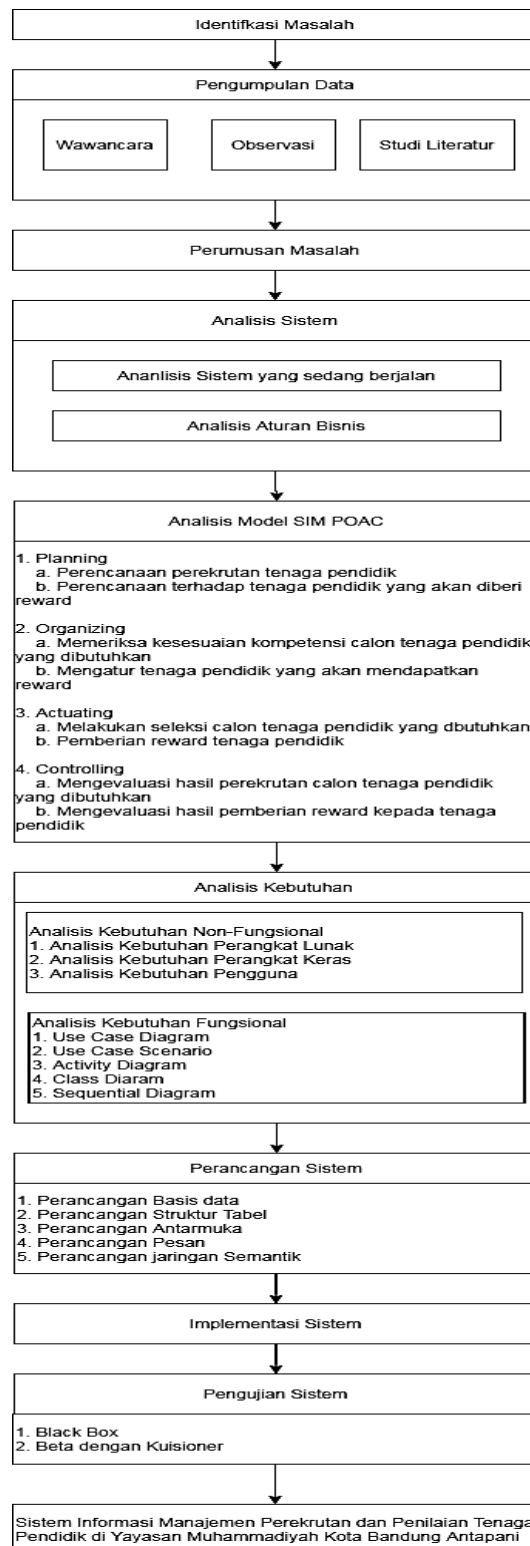 Identifkasi Masalah
Pengumpulan Data
Wawancara
Observasi
Studi Literatur
Perumusan Masalah
Analisis Sistem
Ananlisis Sistem yang sedang berjalan
Analisis Aturan Bisnis
Analisis Model SIM POAC
1. Planning
a. Perencanaan perekrutan tenaga pendidik
b. Perencanaan terhadap tenaga pendidik yang akan diberi
reward
2. Organizing
a. Memeriksa kesesuaian kompetensi calon tenaga pendidik
yang dibutuhkan
b. Mengatur tenaga pendidik yang akan mendapatkan
reward
3. Actuating
a. Melakukan seleksi calon tenaga pendidik yang dbutuhkan
b. Pemberian reward tenaga pendidik
4. Controlling
a. Mengevaluasi hasil perekrutan calon tenaga pendidik
yang dibutuhkan
b. Mengevaluasi hasil pemberian reward kepada tenaga
pendidik
Analisis Kebutuhan
Analisis Kebutuhan Non-Fungsional
1. Analisis Kebutuhan Perangkat Lunak
2. Analisis Kebutuhan Perangkat Keras
3. Analisis Kebutuhan Pengguna
Analisis Kebutuhan Fungsional
1. Use Case Diagram
2. Use Case Scenario
3. Activity Diagram
4. Class Diaram
5. Sequential Diagram
Perancangan Sistem
1. Perancangan Basis data
2. Perancangan Struktur Tabel
3. Perancangan Antarmuka
4. Perancangan Pesan
5. Perancangan jaringan Semantik
Implementasi Sistem
Pengujian Sistem
1. Black Box
2. Beta dengan Kuisioner
Sistem Informasi Manajemen Perekrutan dan Penilaian Tenaga
Pendidik di Yayasan Muhammadiyah Kota Bandung Antapani